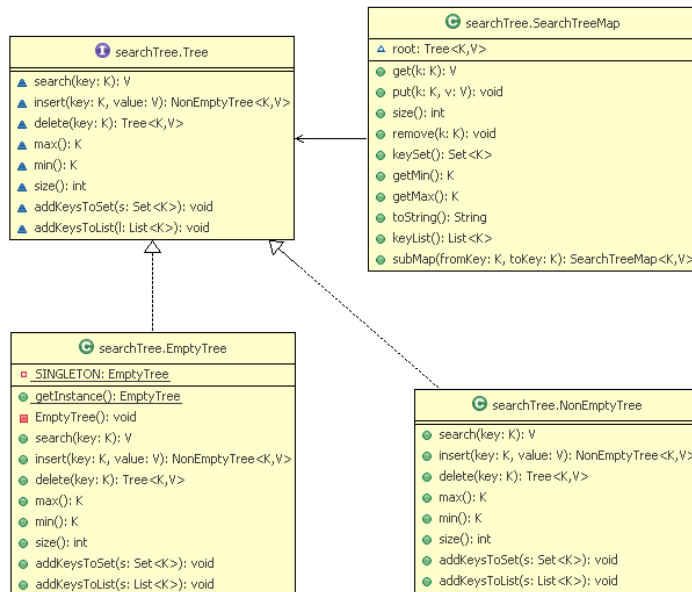 searchTree.Tree
search(key: K): V
insert(key: K, value: V): NonEmptyTree<K,V>
delete(key: K): Tree<K,V>
max(): K
min(): K
size(): int
addKeysToSet(s: Set<K>): void
addKeysToList(l: List<K>): void
searchTree.SearchTreeMap
root: Tree<K,V>
get(k: K): V
put(k: K, v: V): void
size(): int
remove(k: K): void
keySet(): Set<K>
getMin(): K
getMax(): K
toString(): String
keyList(): List<K>
subMap(fromKey: K, toKey: K): SearchTreeMap<K,V>
searchTree.EmptyTree
SINGLETON: EmptyTree
getInstance(): EmptyTree
EmptyTree(): void
search(key: K): V
insert(key: K, value: V): NonEmptyTree<K,V>
delete(key: K): Tree<K,V>
max(): K
min(): K
size(): int
addKeysToSet(s: Set<K>): void
addKeysToList(s: List<K>): void
searchTree.NonEmptyTree
search(key: K): V
insert(key: K, value: V): NonEmptyTree<K,V>
delete(key: K): Tree<K,V>
max(): K
min(): K
size(): int
addKeysToSet(s: Set<K>): void
addKeysToList(s: List<K>): void